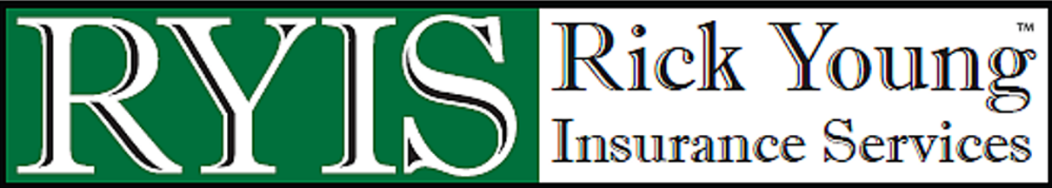 RYIS
Rick Young™
Insurance Services